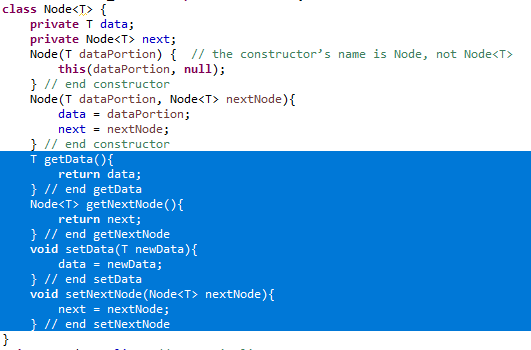 class Node<T> {
    private T data;
    private Node<T> next;
    Node(T dataPortion) {  // the constructor’s name is Node, not Node<T>
        this(dataPortion, null);
    } // end constructor
    Node(T dataPortion, Node<T> nextNode){
        data = dataPortion;
        next = nextNode;
    } // end constructor
    T getData(){
        return data;
    } // end getData
    Node<T> getNextNode(){
        return next;
    } // end getNextNode
    void setData(T newData){
        data = newData;
    } // end setData
    void setNextNode(Node<T> nextNode){
        next = nextNode;
    } // end setNextNode
}